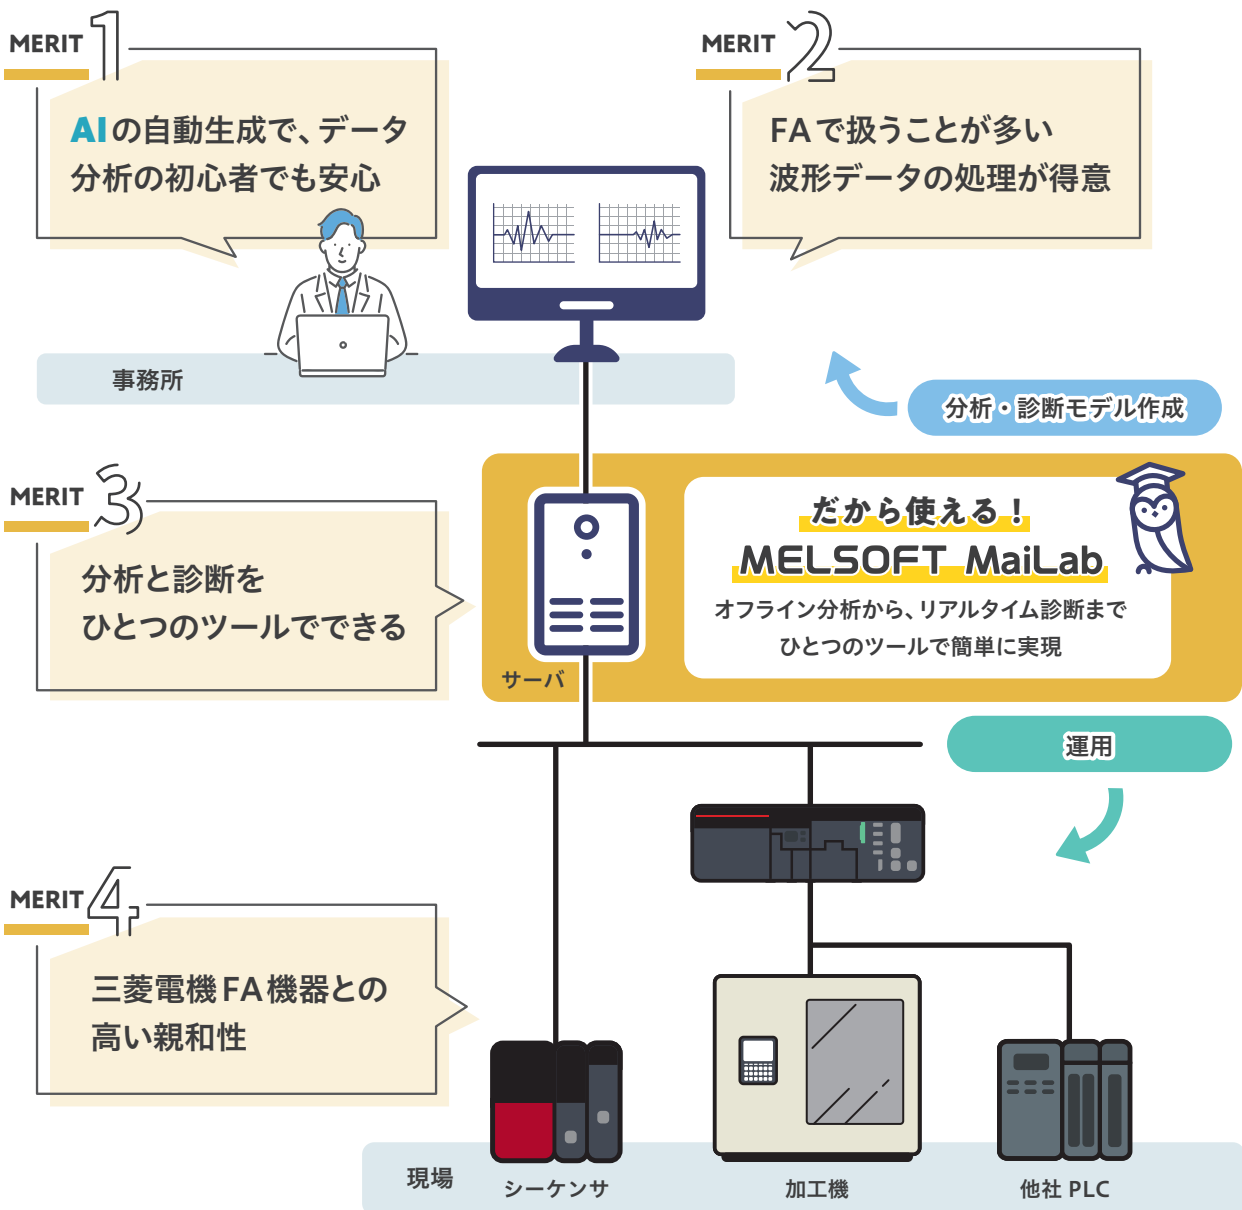 MERIT 1
AIの自動生成で、データ
分析の初心者でも安心
MERIT 2
FAで扱うことが多い
波形データの処理が得意
事務所
分析・診断モデル作成
MERIT 3
分析と診断を
ひとつのツールでできる
だから使える！
MELSOFT MaiLab
オフライン分析から、リアルタイム診断まで
ひとつのツールで簡単に実現
サーバ
運用
MERIT 4
三菱電機FA機器との
高い親和性
現場
シーケンサ
加工機
他社 PLC